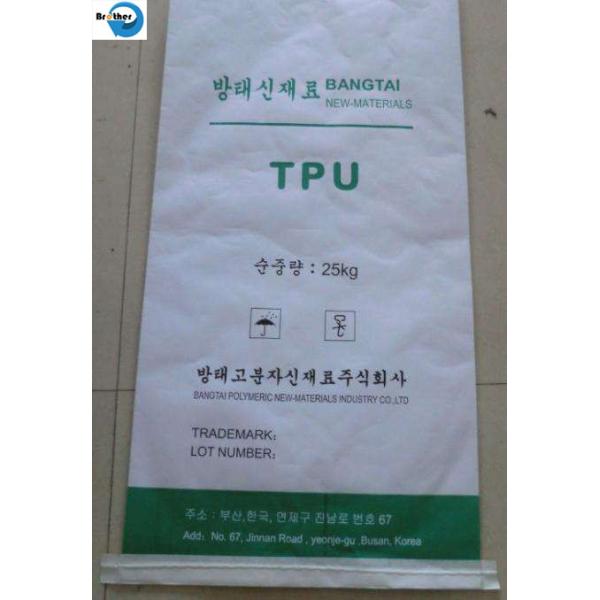 Brother
방태신재료 BANGTAI
NEW-MATERIALS
TPU
순중량 : 25kg
방태고분자신재료주식회사
BANGTAI POLYMERIC NEW-MATERIALS INDUSTRY CO.,LTD
TRADEMARK:
LOT NUMBER:
주소 : 부산,한국, 연제구 진남로 번호 67
Add: No. 67, Jinnan Road , yeonje-gu ,Busan, Korea